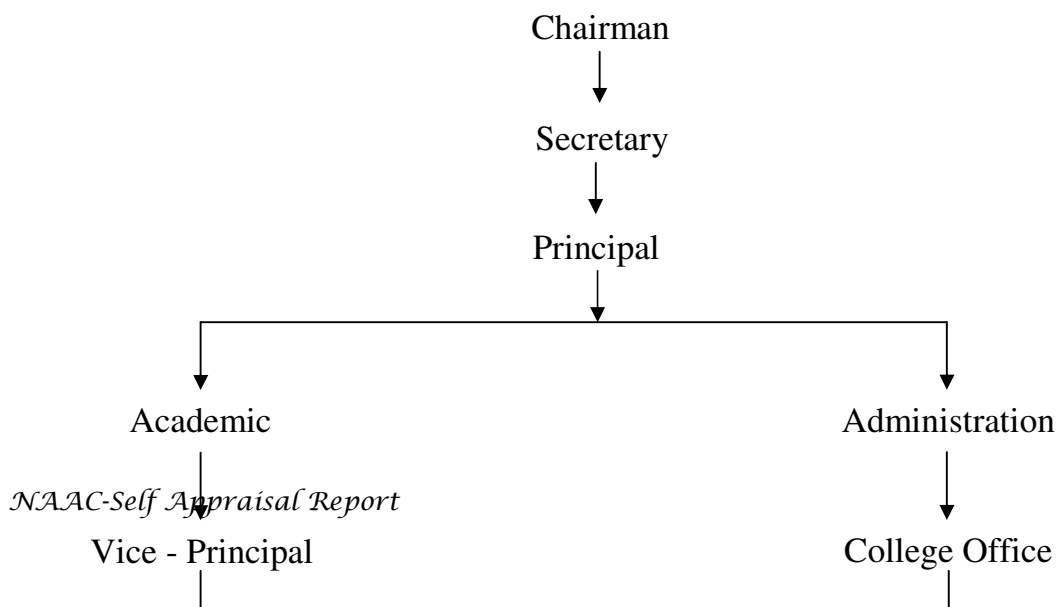 Chairman
Secretary
Principal
Academic
Administration
NAAC-Self Appraisal Report
Vice - Principal
College Office